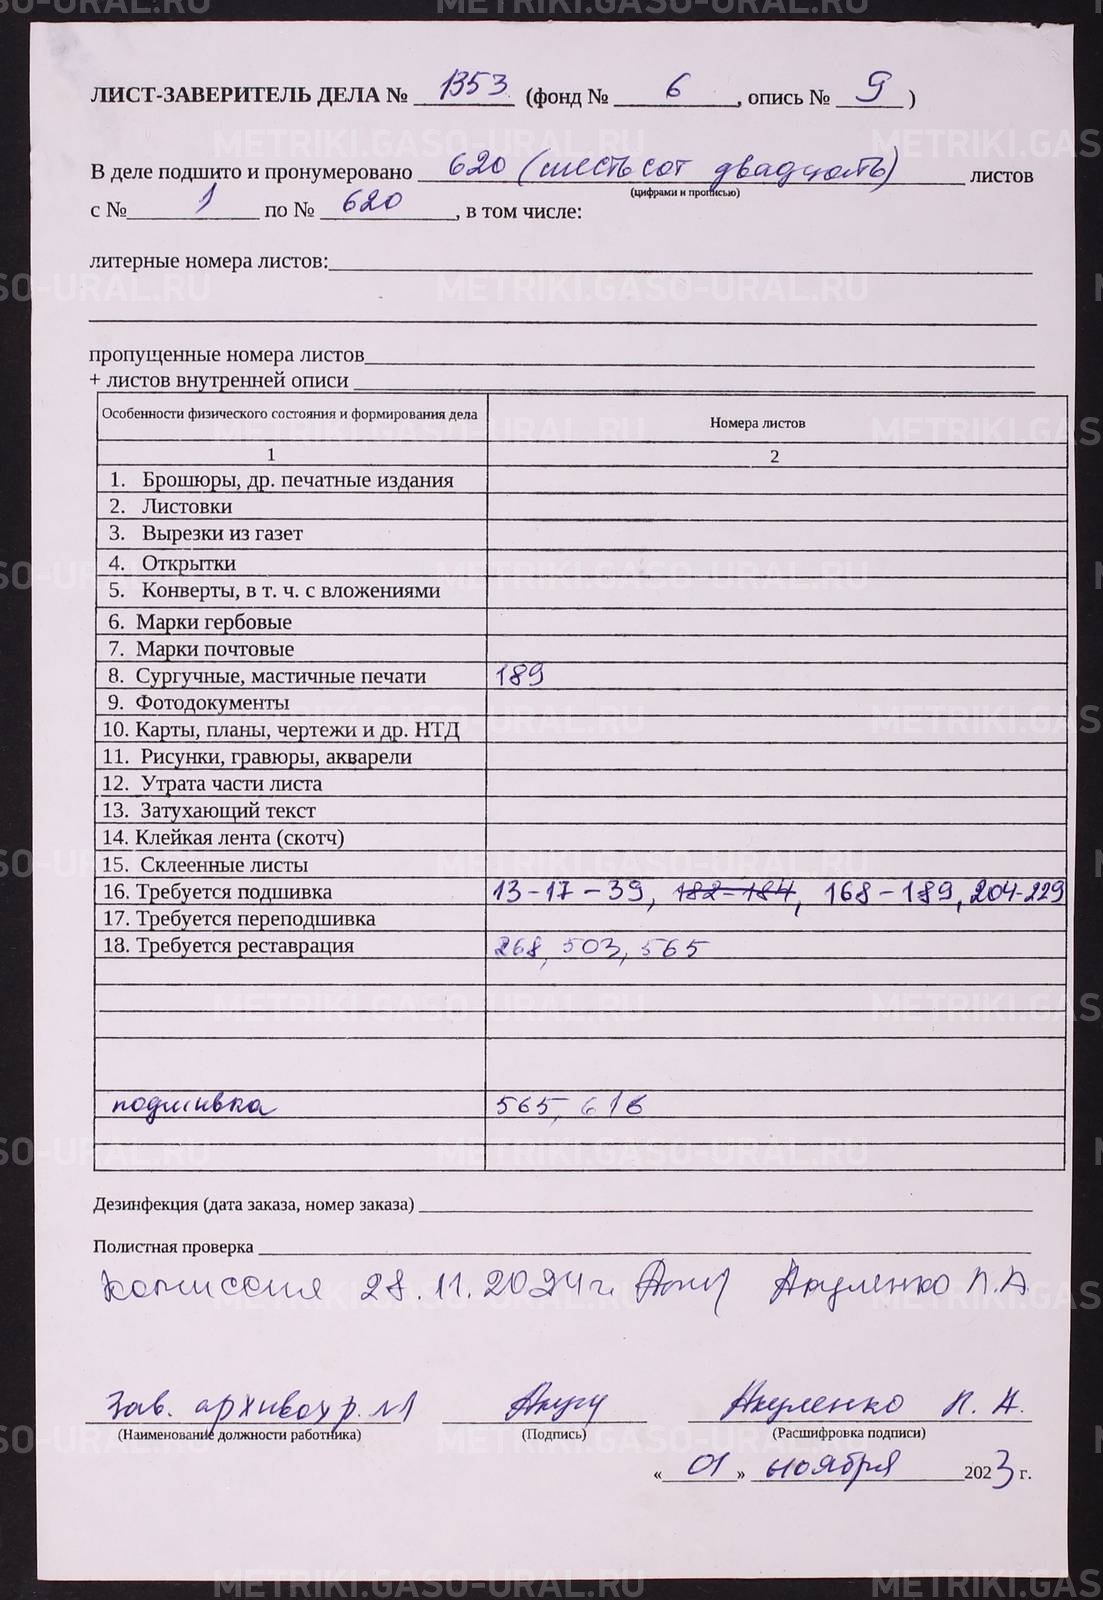 ЛИСТ-ЗАВЕРИТЕЛЬ ДЕЛА № 1353 (фонд № 6, опись № 9)
В деле подшито и пронумеровано 620 (шестьсот двадцать) листов
(цифрами и прописью)
с № 1 по № 620, в том числе:
литерные номера листов:
пропущенные номера листов
+ листов внутренней описи
Особенности физического состояния и формирования дела Номера листов
1 2
1. Брошюры, др. печатные издания
2. Листовки
3. Вырезки из газет
4. Открытки
5. Конверты, в т. ч. с вложениями
6. Марки гербовые
7. Марки почтовые
8. Сургучные, мастичные печати 189
9. Фотодокументы
10. Карты, планы, чертежи и др. НТД
11. Рисунки, гравюры, акварели
12. Утрата части листа
13. Затухающий текст
14. Клейкая лента (скотч)
15. Склеенные листы
16. Требуется подшивка 13-17-39, 182-184, 168-189, 204-229
17. Требуется переподшивка
18. Требуется реставрация 268, 503, 565
подшивка 565, 616
Дезинфекция (дата заказа, номер заказа)
Полистная проверка
комиссия 28.11.2024г. Акуленко Л.А.
Зав. архивохр. №1 Акуленко Л. А.
(Наименование должности работника) (Подпись) (Расшифровка подписи)
«01» ноября 2023 г.
METRIKI.GASO-URAL.RU